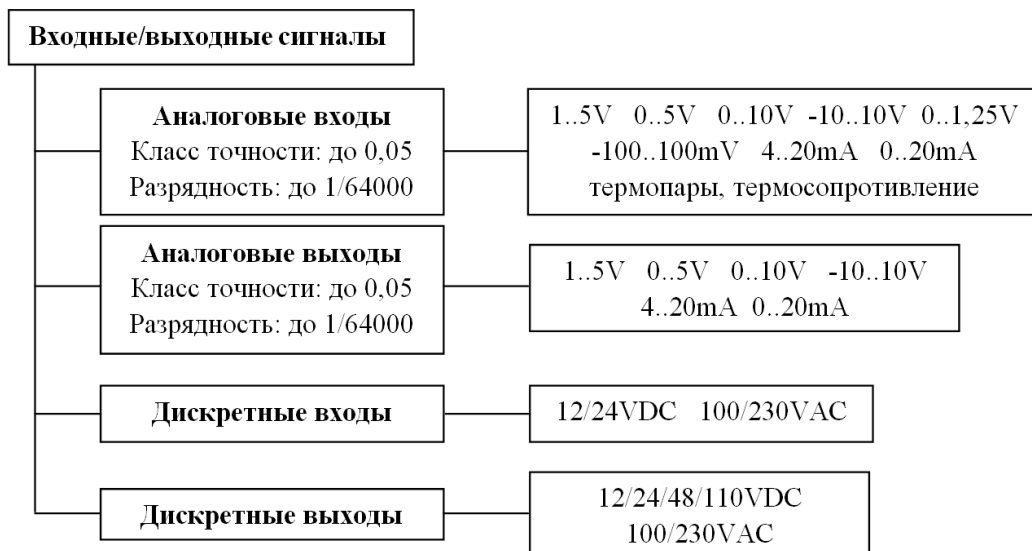 Входные/выходные сигналы
Аналоговые входы
Класс точности: до 0,05
Разрядность: до 1/64000
1..5V 0..5V 0..10V -10..10V 0..1,25V
-100..100mV 4..20mA 0..20mA
термопары, термосопротивление
Аналоговые выходы
Класс точности: до 0,05
Разрядность: до 1/64000
1..5V 0..5V 0..10V -10..10V
4..20mA 0..20mA
Дискретные входы
12/24VDC 100/230VAC
Дискретные выходы
12/24/48/110VDC
100/230VAC